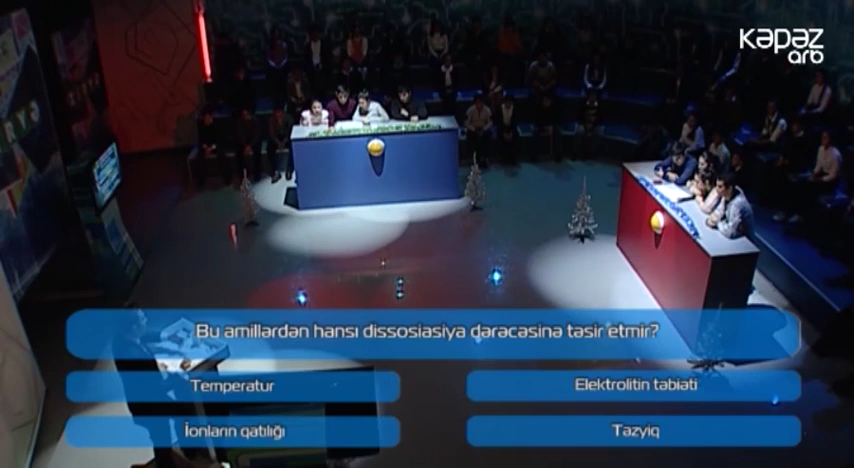 Kəpəz
arb
Bu amillərdən hansı dissosiasiya dərəcəsinə təsir etmir?
Temperatur
Elektrolitin təbiəti
İonların qatılığı
Təzyiq